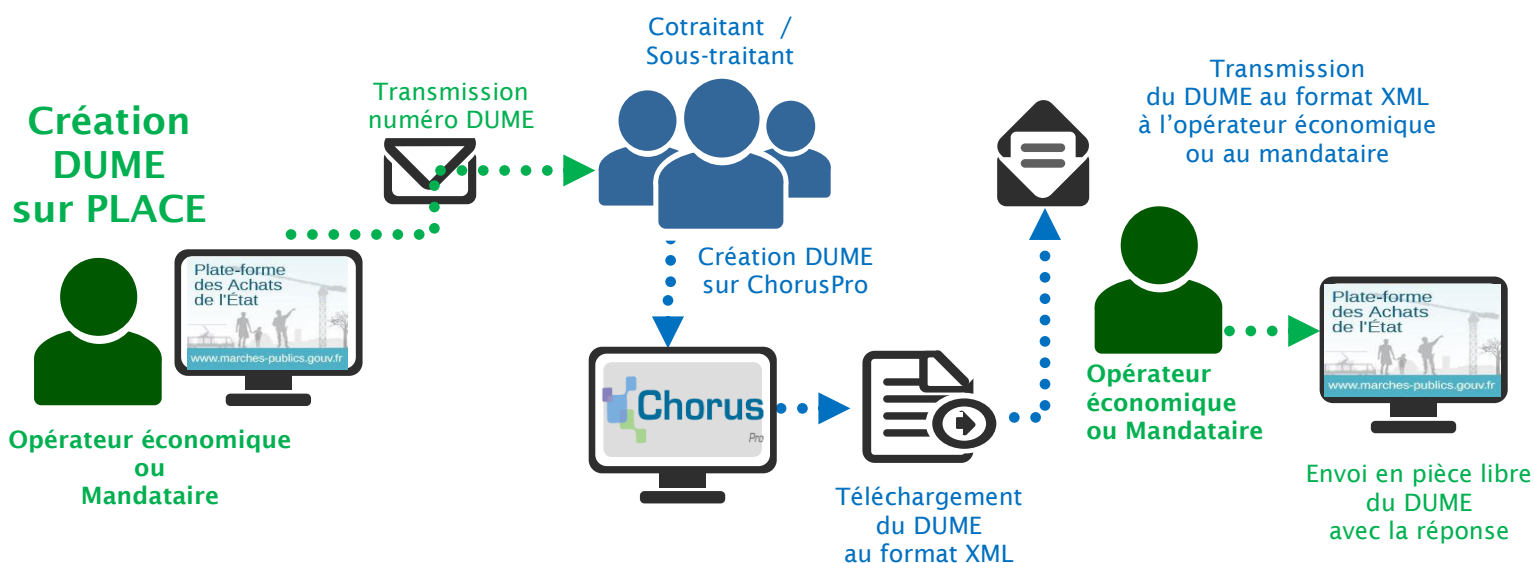 Création
DUME
sur PLACE
Plate-forme
des Achats
de l'État
www.marches-publics.gouv.fr
Opérateur économique
ou
Mandataire
Transmission
numéro DUME
Cotraitant /
Sous-traitant
Création DUME
sur ChorusPro
Chorus
Pro
Téléchargement
du DUME
au format XML
Transmission
du DUME au format XML
à l’opérateur économique
ou au mandataire
Opérateur
économique
ou Mandataire
Plate-forme
des Achats
de l'État
www.marches-publics.gouv.fr
Envoi en pièce libre
du DUME
avec la réponse